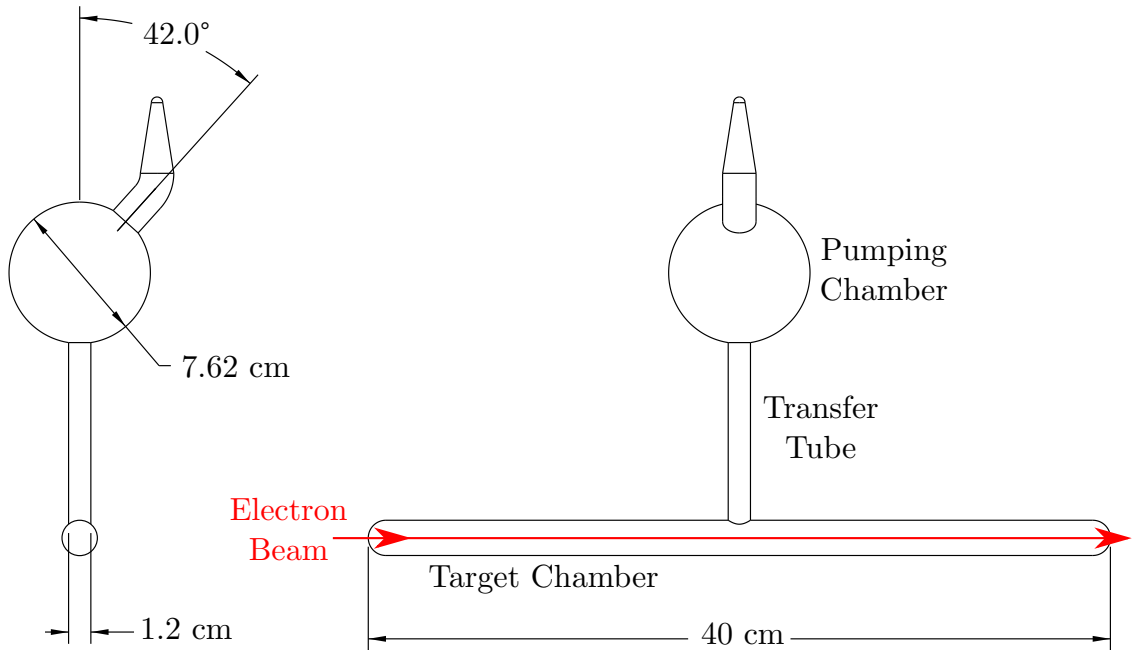 42.0°
Pumping
Chamber
7.62 cm
Transfer
Tube
Electron
Beam
Target Chamber
1.2 cm
40 cm